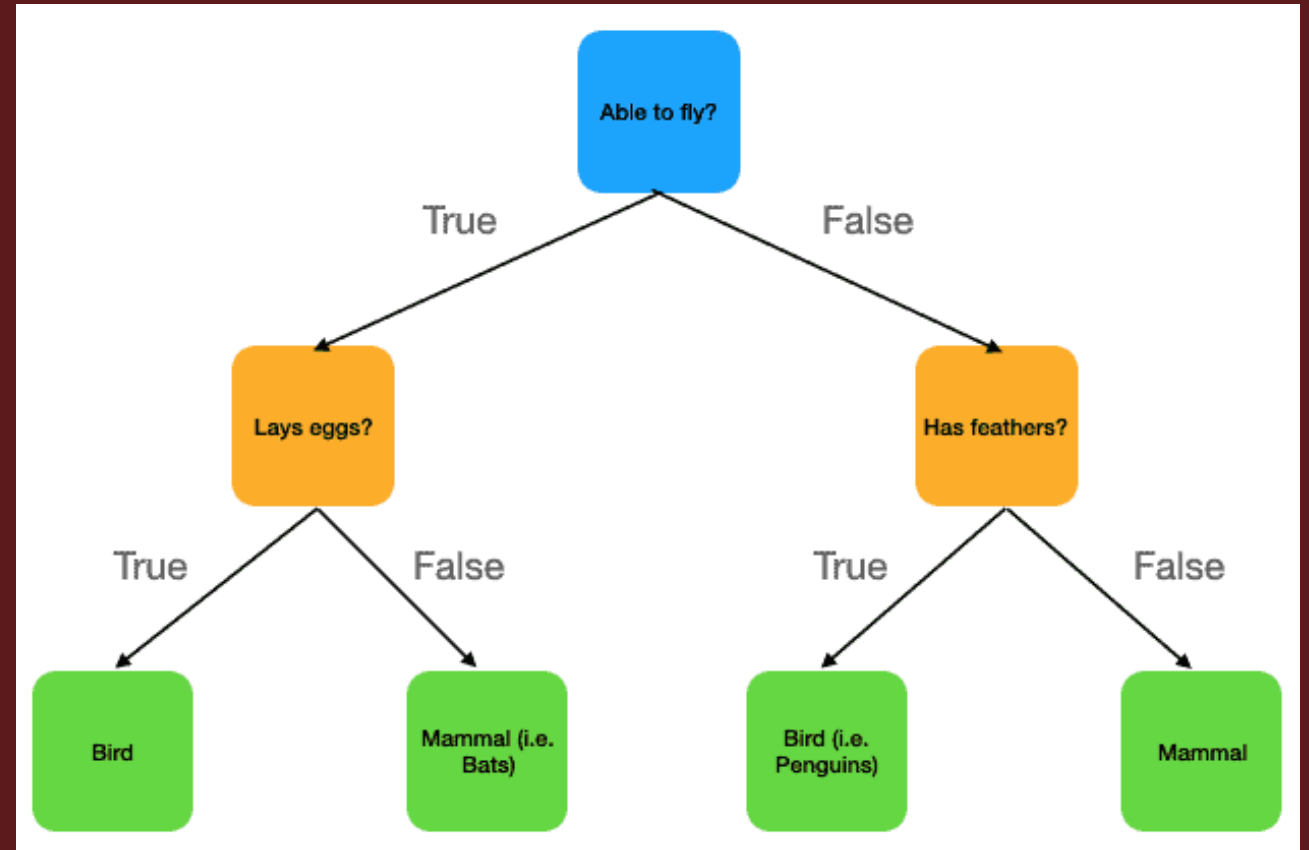 Able to fly?
True
False
Lays eggs?
Has feathers?
True
False
True
False
Bird
Mammal (i.e.
Bats)
Bird (i.e.
Penguins)
Mammal